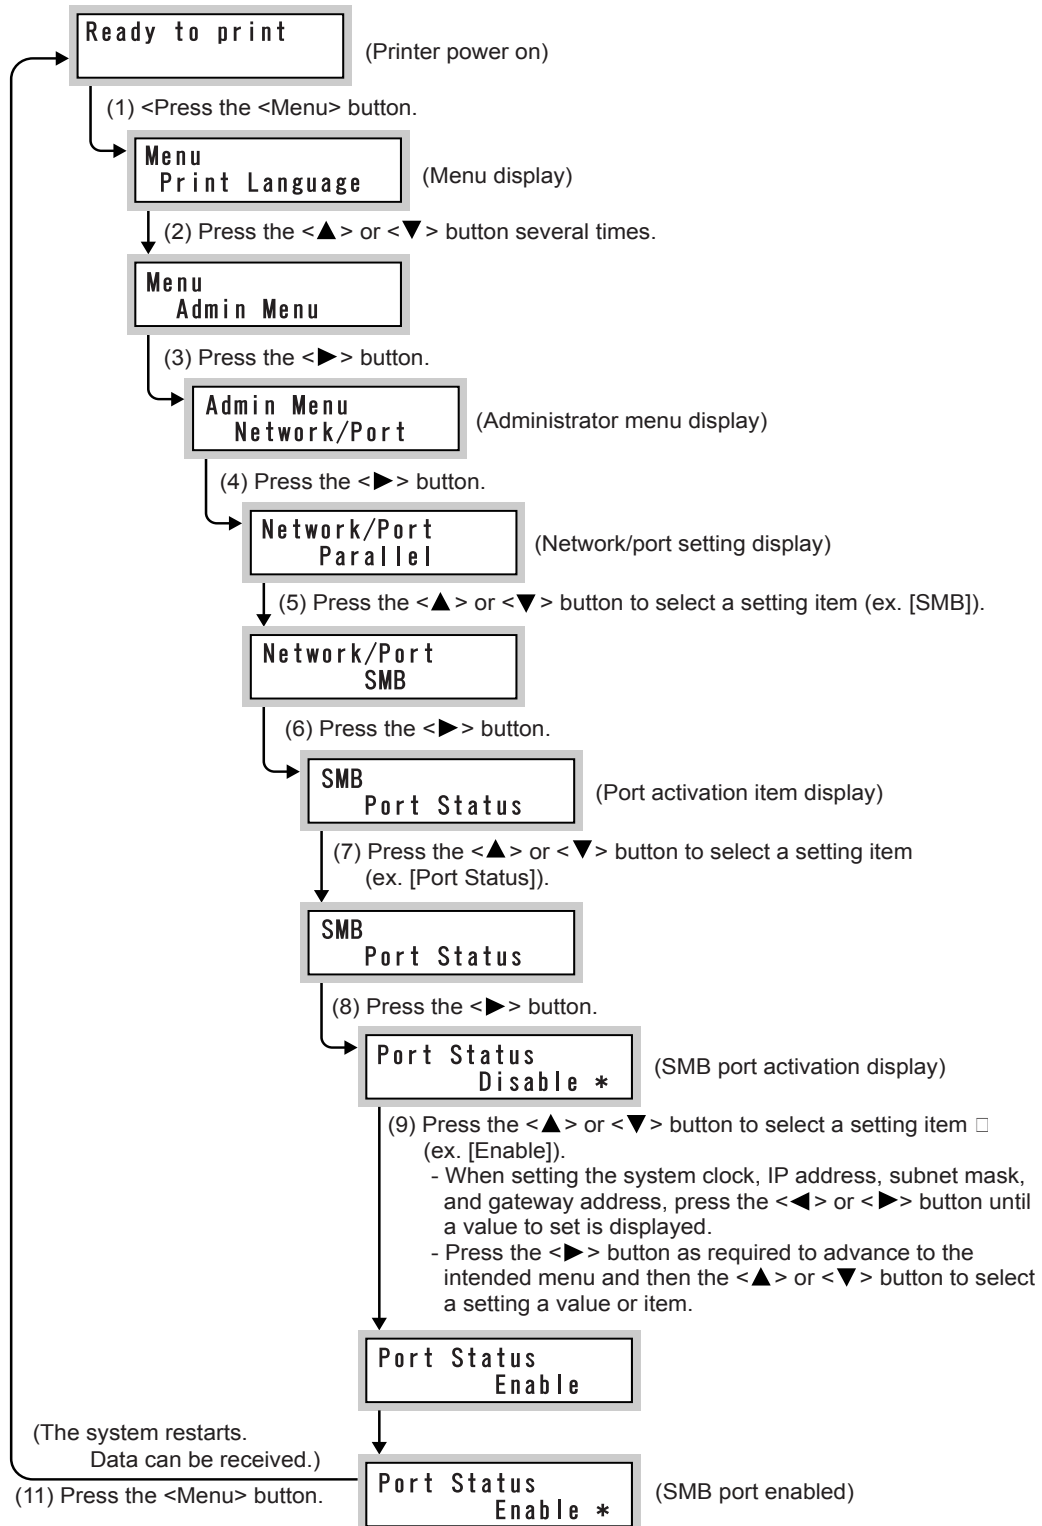 Ready to print
(Printer power on)
(1) <Press the <Menu> button.
Menu
Print Language
(Menu display)
(2) Press the <▲> or <▼> button several times.
Menu
Admin Menu
(3) Press the <▶> button.
Admin Menu
Network/Port
(Administrator menu display)
(4) Press the <▶> button.
Network/Port
Parallel
(Network/port setting display)
(5) Press the <▲> or <▼> button to select a setting item (ex. [SMB]).
Network/Port
SMB
(6) Press the <▶> button.
SMB
Port Status
(Port activation item display)
(7) Press the <▲> or <▼> button to select a setting item
(ex. [Port Status]).
SMB
Port Status
(8) Press the <▶> button.
Port Status
Disable *
(SMB port activation display)
(9) Press the <▲> or <▼> button to select a setting item □
(ex. [Enable]).
- When setting the system clock, IP address, subnet mask,
and gateway address, press the <◀> or <▶> button until
a value to set is displayed.
- Press the <▶> button as required to advance to the
intended menu and then the <▲> or <▼> button to select
a setting a value or item.
Port Status
Enable
(The system restarts.
Data can be received.)
(11) Press the <Menu> button.
Port Status
Enable *
(SMB port enabled)